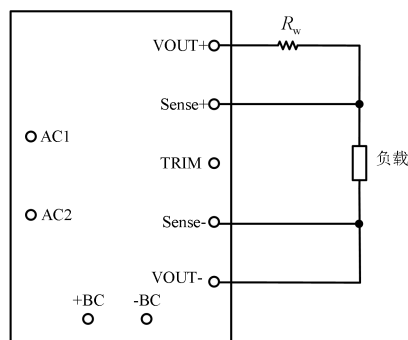 VOUT+
Rw
Sense+
AC1
TRIM
负载
AC2
Sense-
VOUT-
+BC
-BC